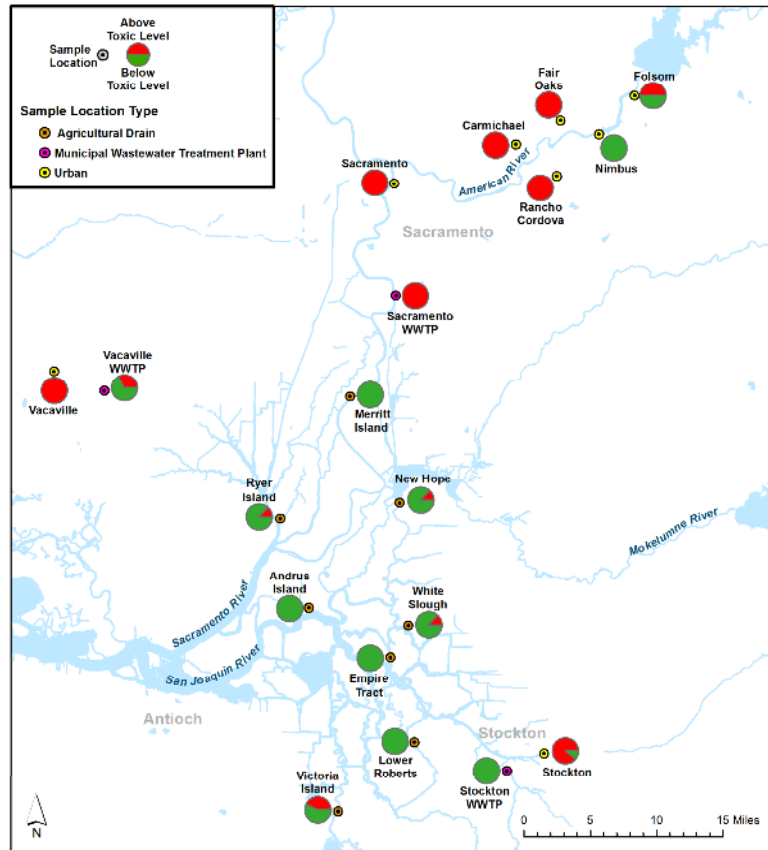 Above
Toxic Level
Sample
Location
Below
Toxic Level
Sample Location Type
Agricultural Drain
Municipal Wastewater Treatment Plant
Urban
Fair
Oaks
Folsom
Carmichael
American River
Nimbus
Sacramento
Rancho
Cordova
Sacramento
Sacramento
WWTP
Vacaville
WWTP
Vacaville
Merritt
Island
New Hope
Ryer
Island
Mokelumne River
Andrus
Island
White
Slough
Sacramento River
San Joaquin River
Empire
Tract
Antioch
Stockton
Lower
Roberts
Stockton
WWTP
Stockton
Victoria
Island
N
0 5 10 15 Miles